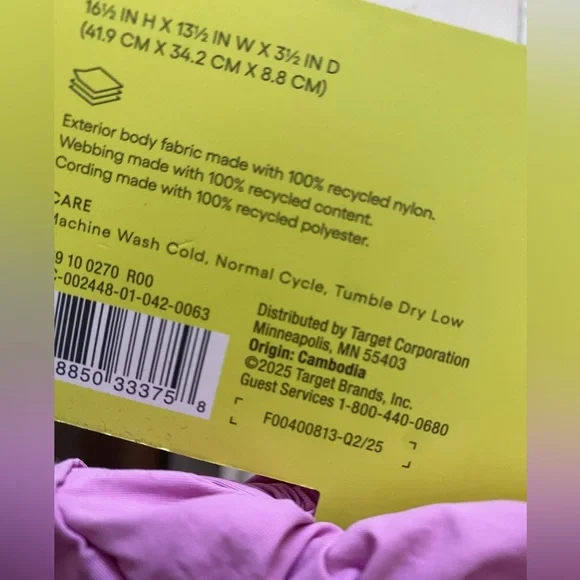 16½ IN H X 13½ IN W X 3½ IN D
(41.9 CM X 34.2 CM X 8.8 CM)
Exterior body fabric made with 100% recycled nylon.
Webbing made with 100% recycled content.
Cording made with 100% recycled polyester.
CARE
Machine Wash Cold, Normal Cycle, Tumble Dry Low
9 10 0270 R00
C-002448-01-042-0063
8850 33375 8
Distributed by Target Corporation
Minneapolis, MN 55403
Origin: Cambodia
©2025 Target Brands, Inc.
Guest Services 1-800-440-0680
F00400813-Q2/25